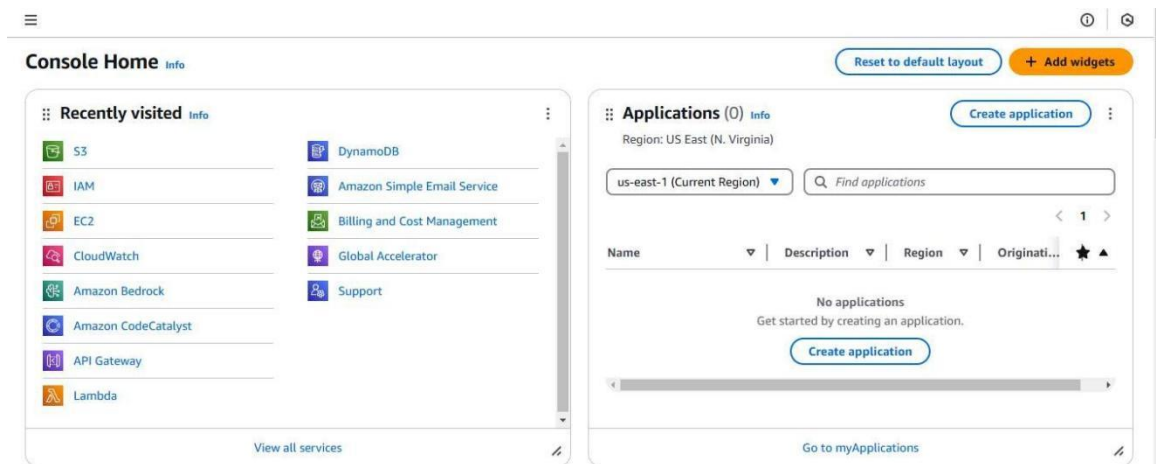 Console Home Info
Reset to default layout
+ Add widgets
Recently visited Info
S3
IAM
EC2
CloudWatch
Amazon Bedrock
Amazon CodeCatalyst
API Gateway
Lambda
DynamoDB
Amazon Simple Email Service
Billing and Cost Management
Global Accelerator
Support
View all services
Applications (0) Info
Create application
Region: US East (N. Virginia)
us-east-1 (Current Region)
Find applications
1
Name Description Region Originati...
No applications
Get started by creating an application.
Create application
Go to myApplications